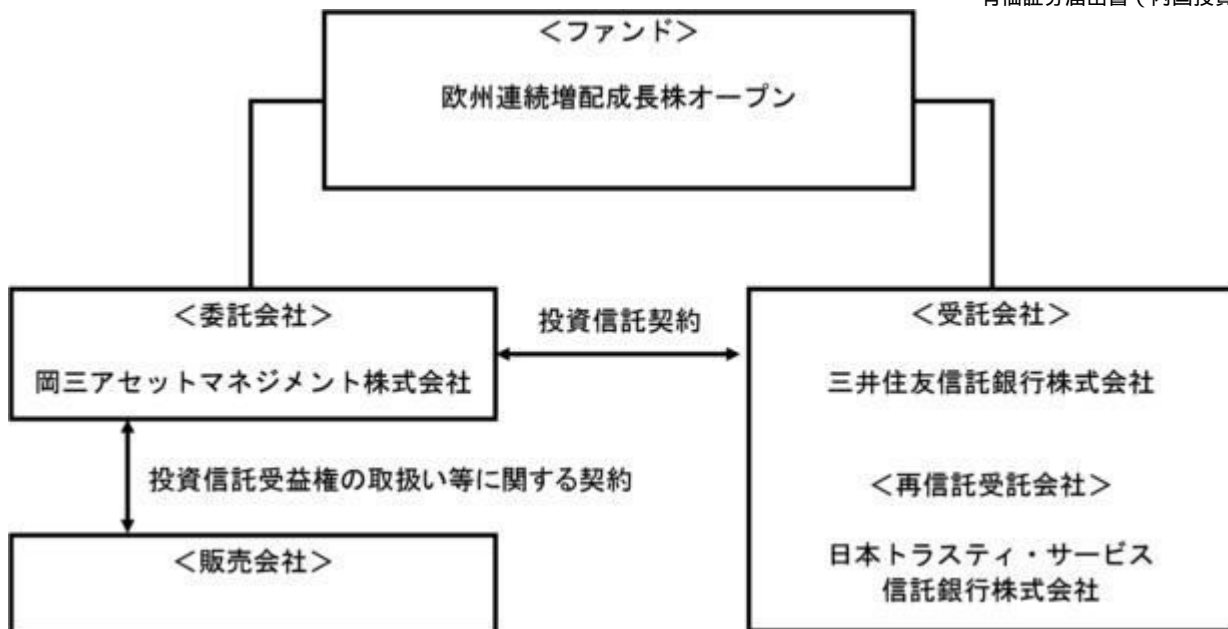 ＜ファンド＞
欧州連続増配成長株オープン
＜委託会社＞
岡三アセットマネジメント株式会社
投資信託契約
＜受託会社＞
三井住友信託銀行株式会社
＜再信託受託会社＞
日本トラスティ・サービス
信託銀行株式会社
投資信託受益権の取扱い等に関する契約
＜販売会社＞